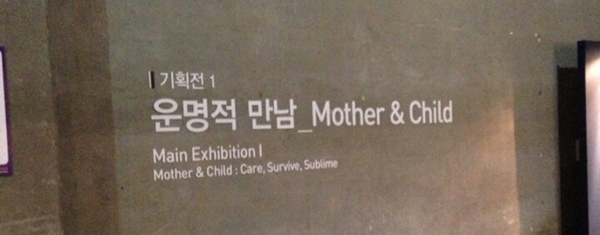 기획전 1
운명적 만남_Mother & Child
Main Exhibition I
Mother & Child : Care, Survive, Sublime